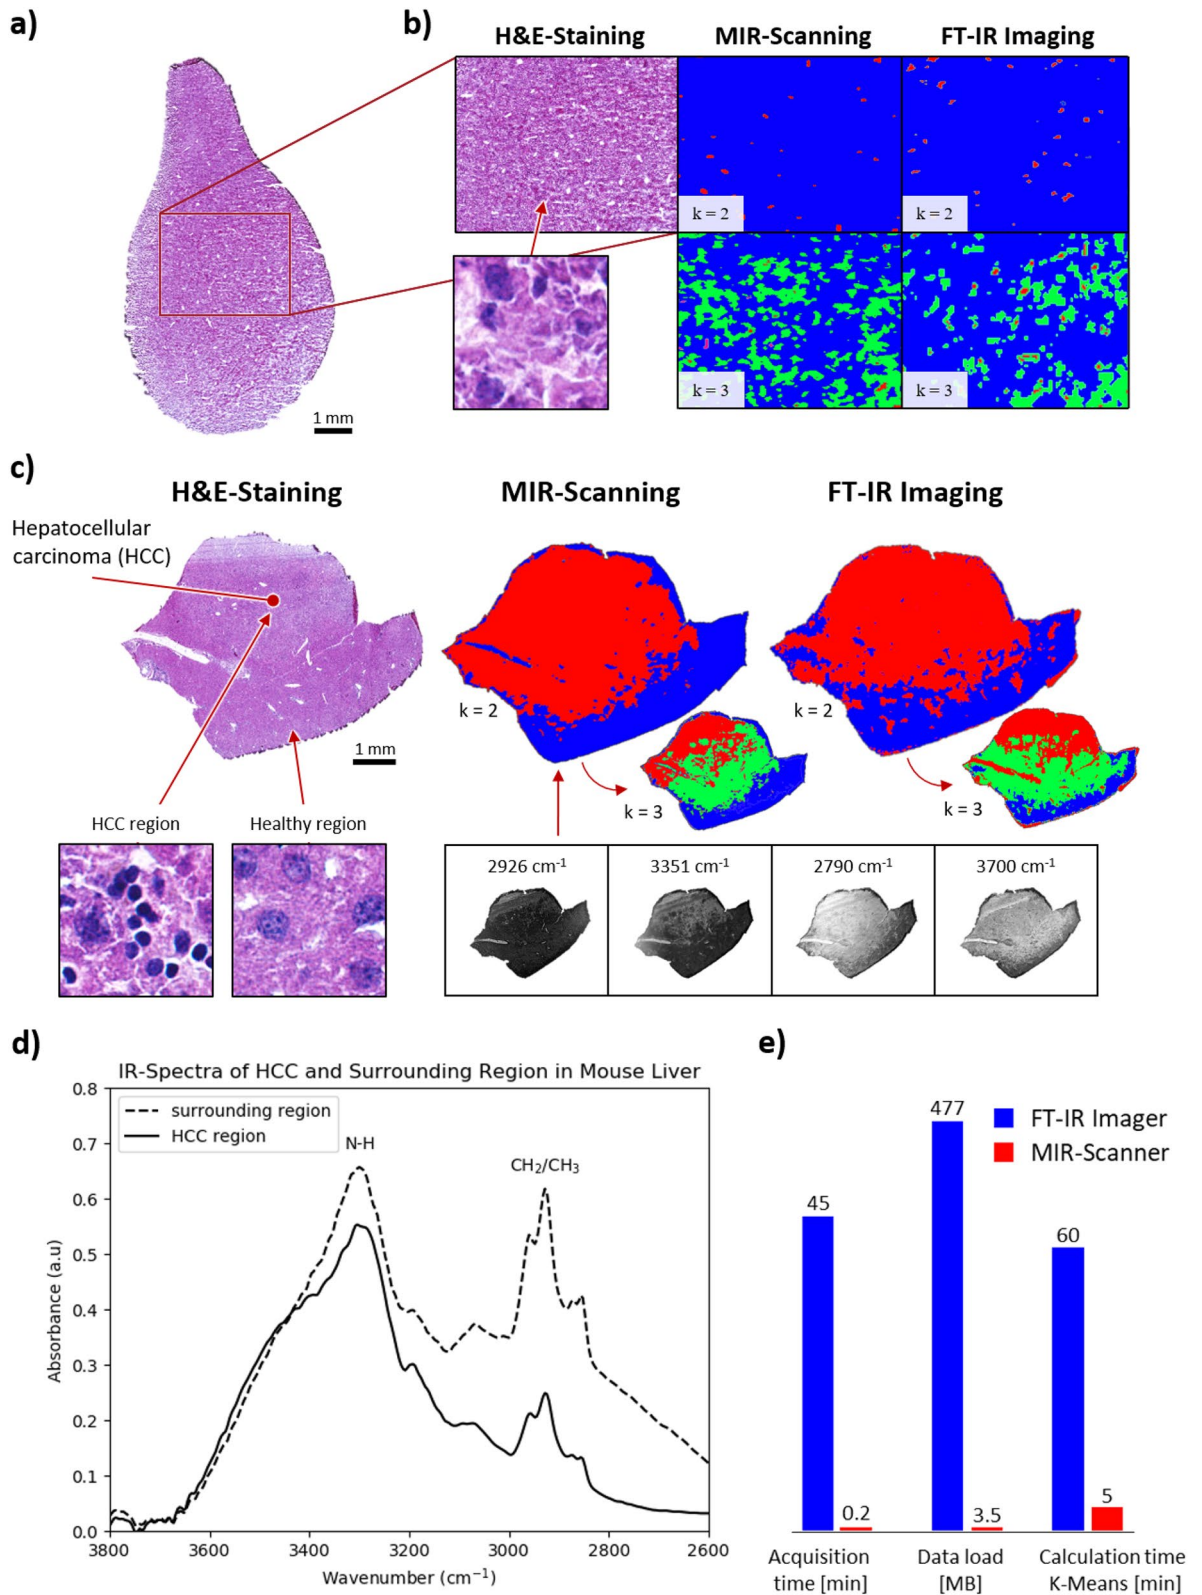 a)
1 mm
b)
H&E-Staining
MIR-Scanning
FT-IR Imaging
k = 2
k = 2
k = 3
k = 3
c)
H&E-Staining
MIR-Scanning
FT-IR Imaging
Hepatocellular
carcinoma (HCC)
1 mm
HCC region
Healthy region
k = 2
k = 3
k = 2
k = 3
2926 cm⁻¹
3351 cm⁻¹
2790 cm⁻¹
3700 cm⁻¹
d)
IR-Spectra of HCC and Surrounding Region in Mouse Liver
surrounding region
HCC region
N-H
CH₂/CH₃
Absorbance (a.u)
0.8
0.7
0.6
0.5
0.4
0.3
0.2
0.1
0.0
3800
3600
3400
3200
3000
2800
2600
Wavenumber (cm⁻¹)
e)
FT-IR Imager
MIR-Scanner
45
0.2
477
3.5
60
5
Acquisition
time [min]
Data load
[MB]
Calculation time
K-Means [min]